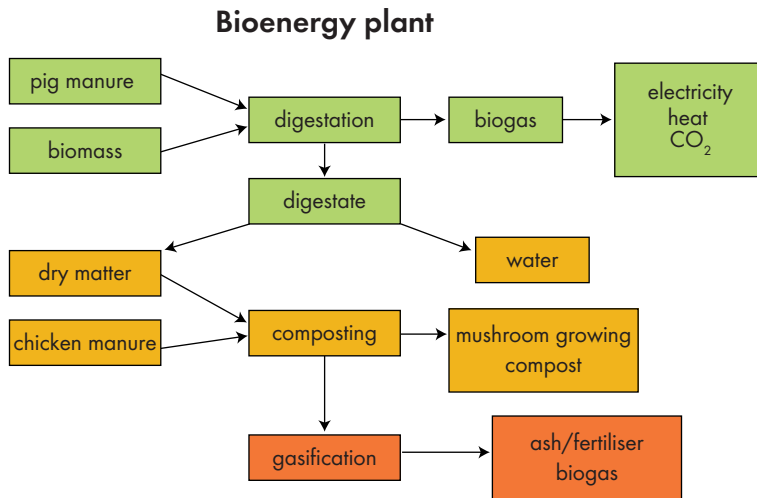 Bioenergy plant
pig manure
biomass
digestation
biogas
electricity
heat
CO₂
digestate
dry matter
water
chicken manure
composting
mushroom growing
compost
gasification
ash/fertiliser
biogas